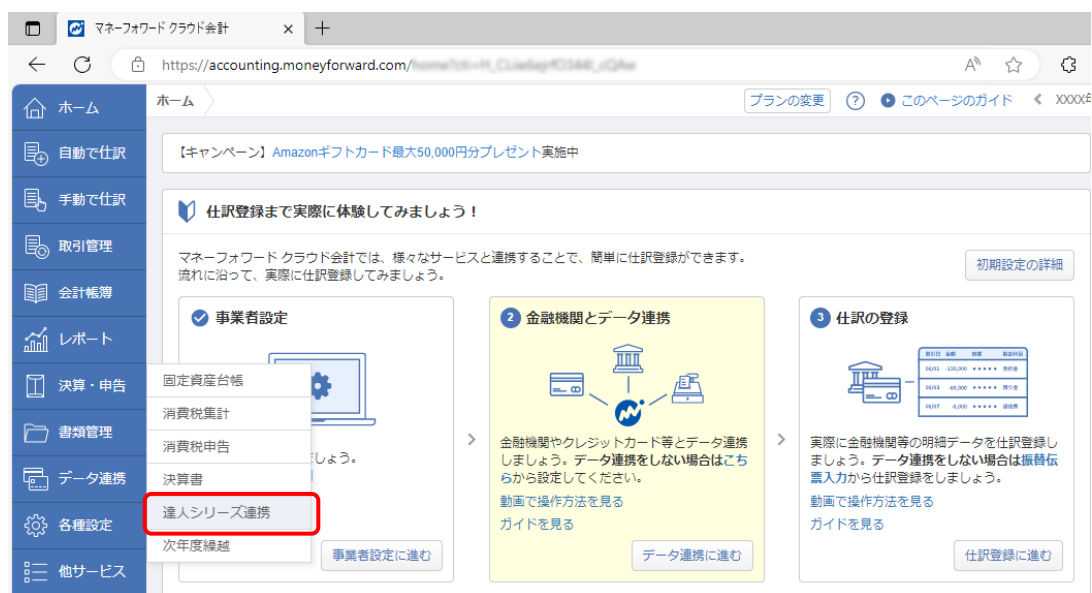 マネーフォワード クラウド会計
https://accounting.moneyforward.com/
ホーム
自動で仕訳
手動で仕訳
取引管理
会計帳簿
レポート
決算・申告
書類管理
データ連携
各種設定
他サービス
ホーム
プランの変更
?
このページのガイド
XXXX年
【キャンペーン】Amazonギフトカード最大50,000円分プレゼント実施中
仕訳登録まで実際に体験してみましょう！
マネーフォワード クラウド会計では、様々なサービスと連携することで、簡単に仕訳登録ができます。
流れに沿って、実際に仕訳登録してみましょう。
初期設定の詳細
事業者設定
しょう。
事業者設定に進む
固定資産台帳
消費税集計
消費税申告
決算書
達人シリーズ連携
次年度繰越
2 金融機関とデータ連携
金融機関やクレジットカード等とデータ連携
しましょう。データ連携をしない場合はこち
らから設定してください。
動画で操作方法を見る
ガイドを見る
データ連携に進む
3 仕訳の登録
実際に金融機関等の明細データを仕訳登録し
ましょう。データ連携をしない場合は振替伝
票入力から仕訳登録をしましょう。
動画で操作方法を見る
ガイドを見る
仕訳登録に進む